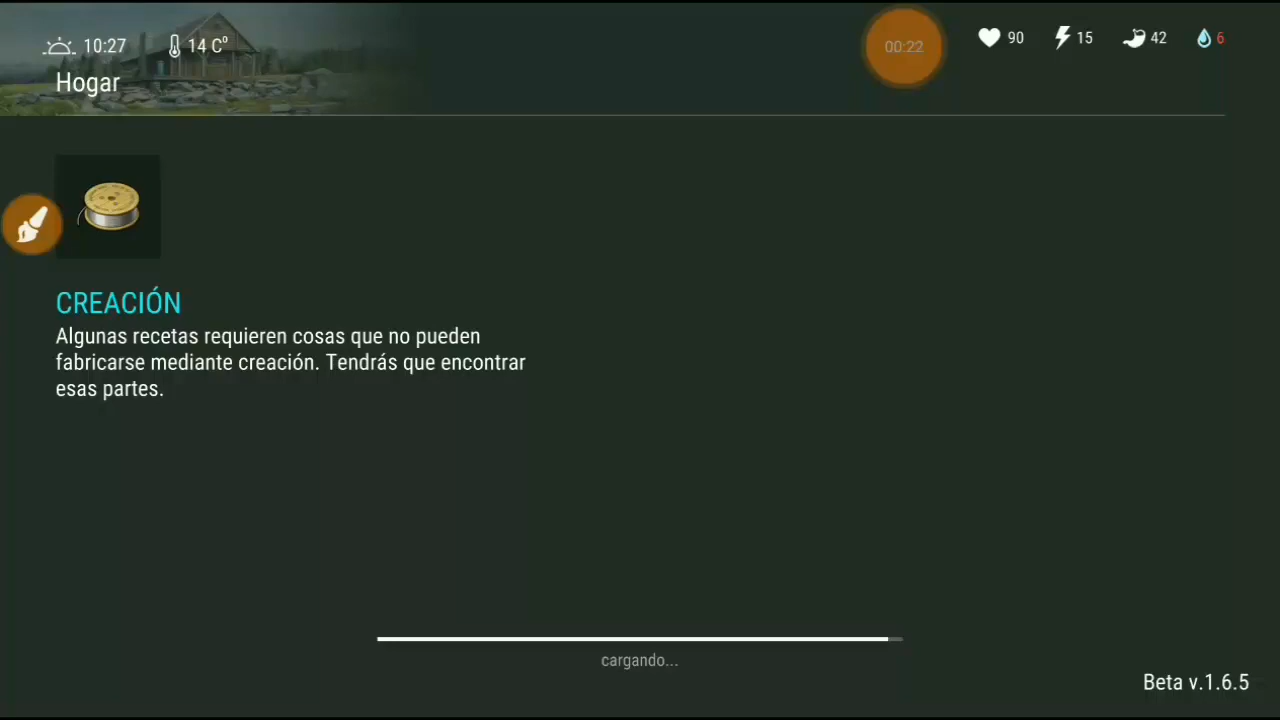 10:27
14 Cº
00:22
90
15
42
6
Hogar
CREACIÓN
Algunas recetas requieren cosas que no pueden
fabricarse mediante creación. Tendrás que encontrar
esas partes.
cargando...
Beta v.1.6.5